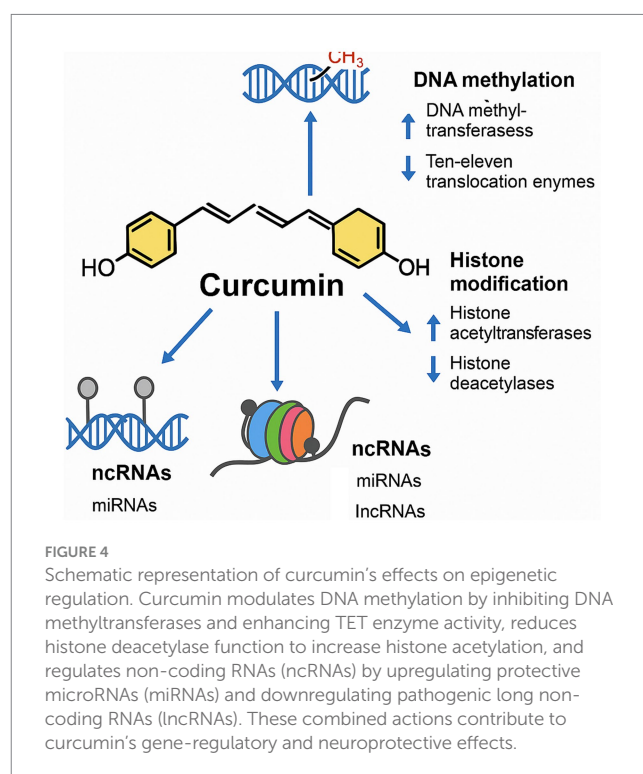 CH3
DNA methylation
DNA methyl-
transferasess
Ten-eleven
translocation enymes
HO
OH
Curcumin
Histone
modification
Histone
acetyltransferases
Histone
deacetylases
ncRNAs
miRNAs
ncRNAs
miRNAs
lncRNAs
FIGURE 4
Schematic representation of curcumin's effects on epigenetic
regulation. Curcumin modulates DNA methylation by inhibiting DNA
methyltransferases and enhancing TET enzyme activity, reduces
histone deacetylase function to increase histone acetylation, and
regulates non-coding RNAs (ncRNAs) by upregulating protective
microRNAs (miRNAs) and downregulating pathogenic long non-
coding RNAs (lncRNAs). These combined actions contribute to
curcumin's gene-regulatory and neuroprotective effects.